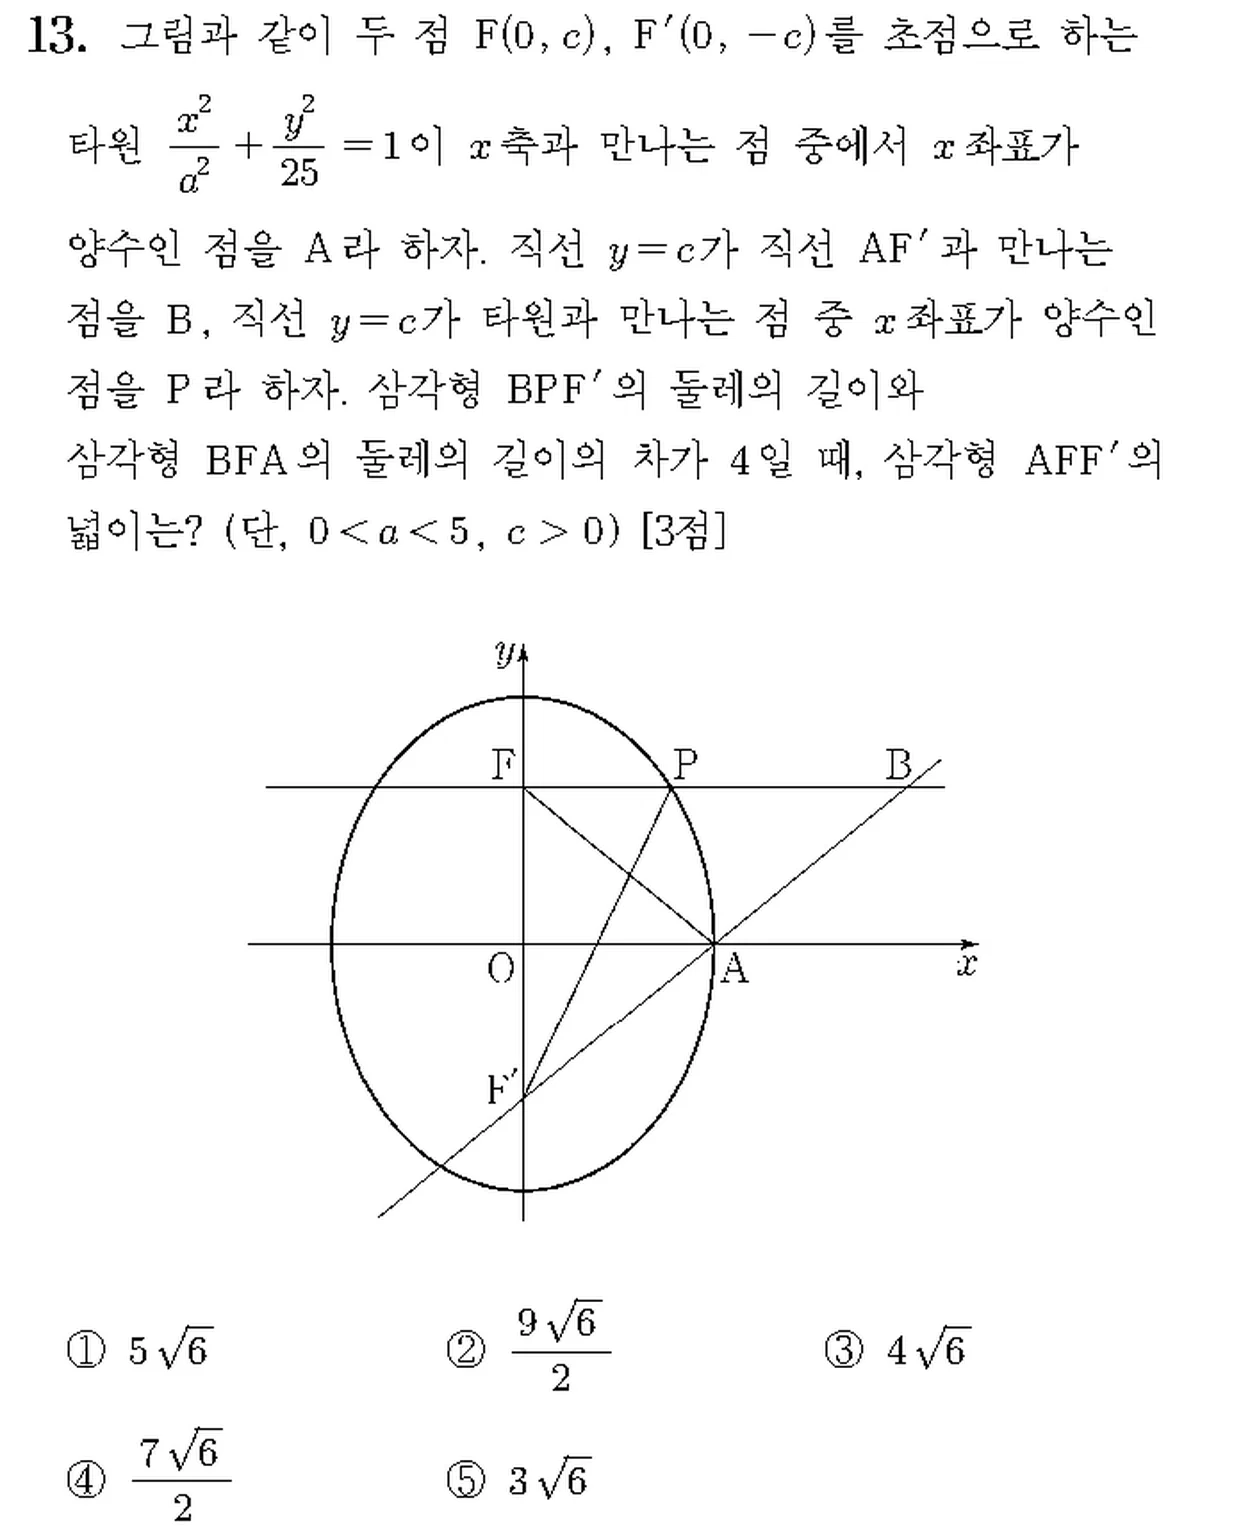 13. 그림과 같이 두 점 F(0, c), F′(0, −c)를 초점으로 하는
타원 x²/a² + y²/25 = 1이 x축과 만나는 점 중에서 x좌표가
양수인 점을 A라 하자. 직선 y=c가 직선 AF′과 만나는
점을 B, 직선 y=c가 타원과 만나는 점 중 x좌표가 양수인
점을 P라 하자. 삼각형 BPF′의 둘레의 길이와
삼각형 BFA의 둘레의 길이의 차가 4일 때, 삼각형 AFF′의
넓이는? (단, 0<a<5, c>0) [3점]
y
F P B
O A x
F′
① 5√6 ② 9√6/2 ③ 4√6
④ 7√6/2 ⑤ 3√6